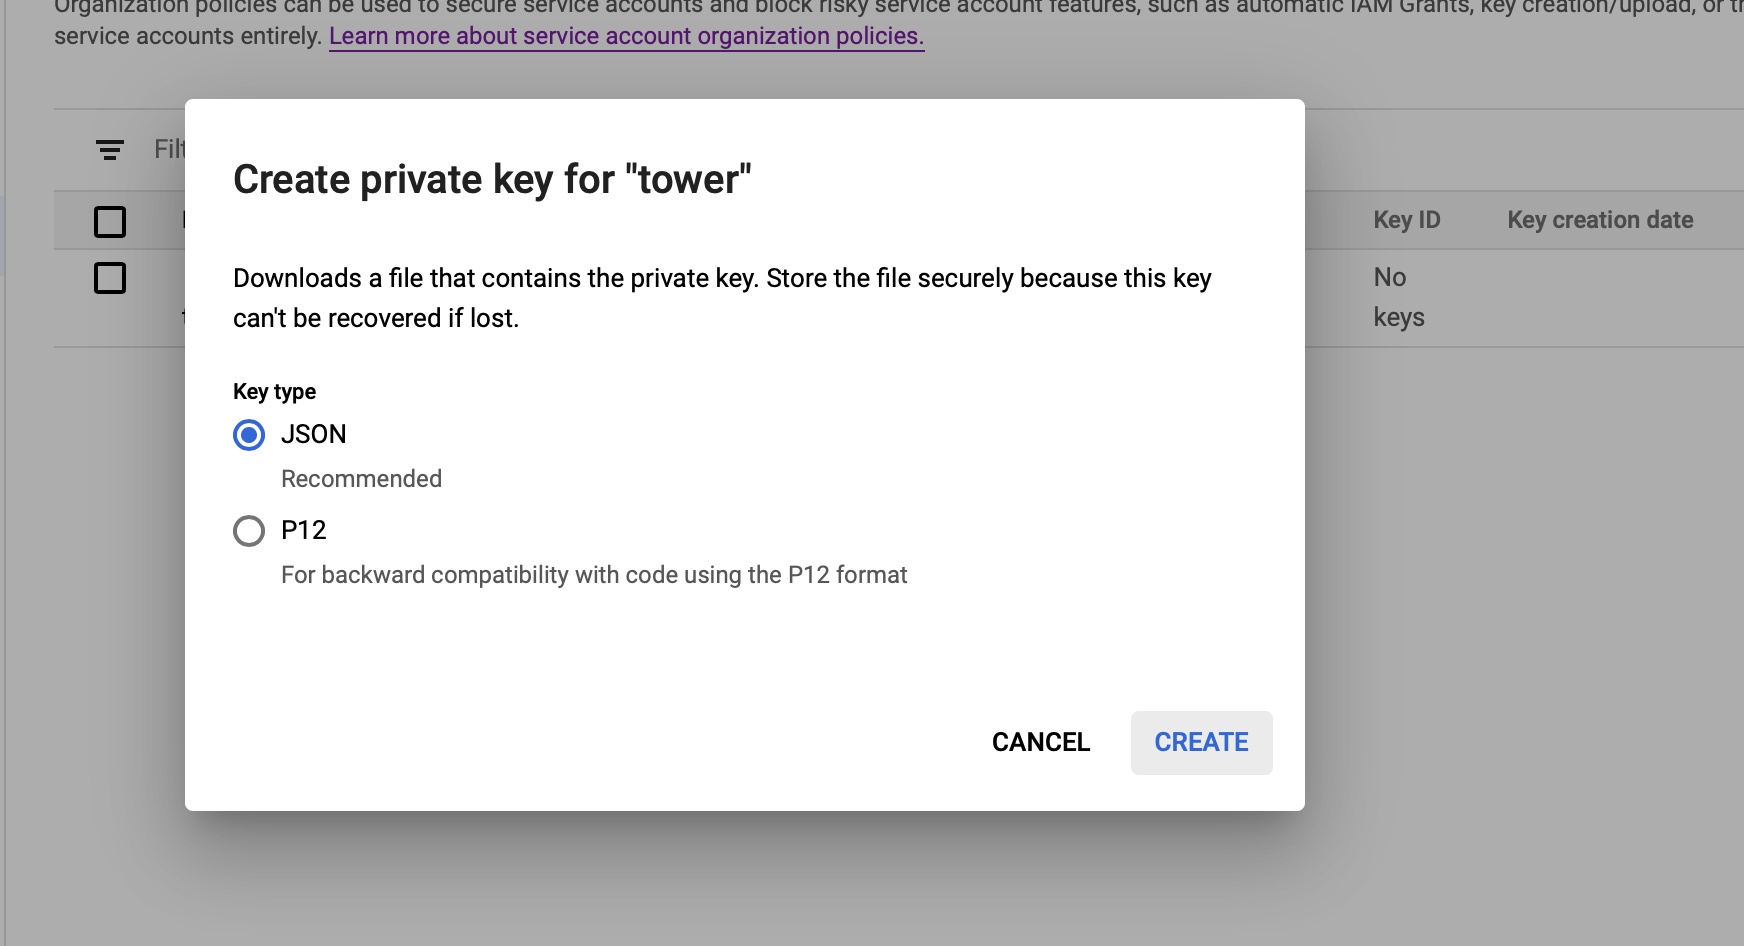 Organization policies can be used to secure service accounts and block risky service account features, such as automatic IAM Grants, key creation/upload, or
service accounts entirely. Learn more about service account organization policies.
Create private key for "tower"
Key ID Key creation date
Downloads a file that contains the private key. Store the file securely because this key
can't be recovered if lost.
No
keys
Key type
JSON
Recommended
P12
For backward compatibility with code using the P12 format
CANCEL CREATE